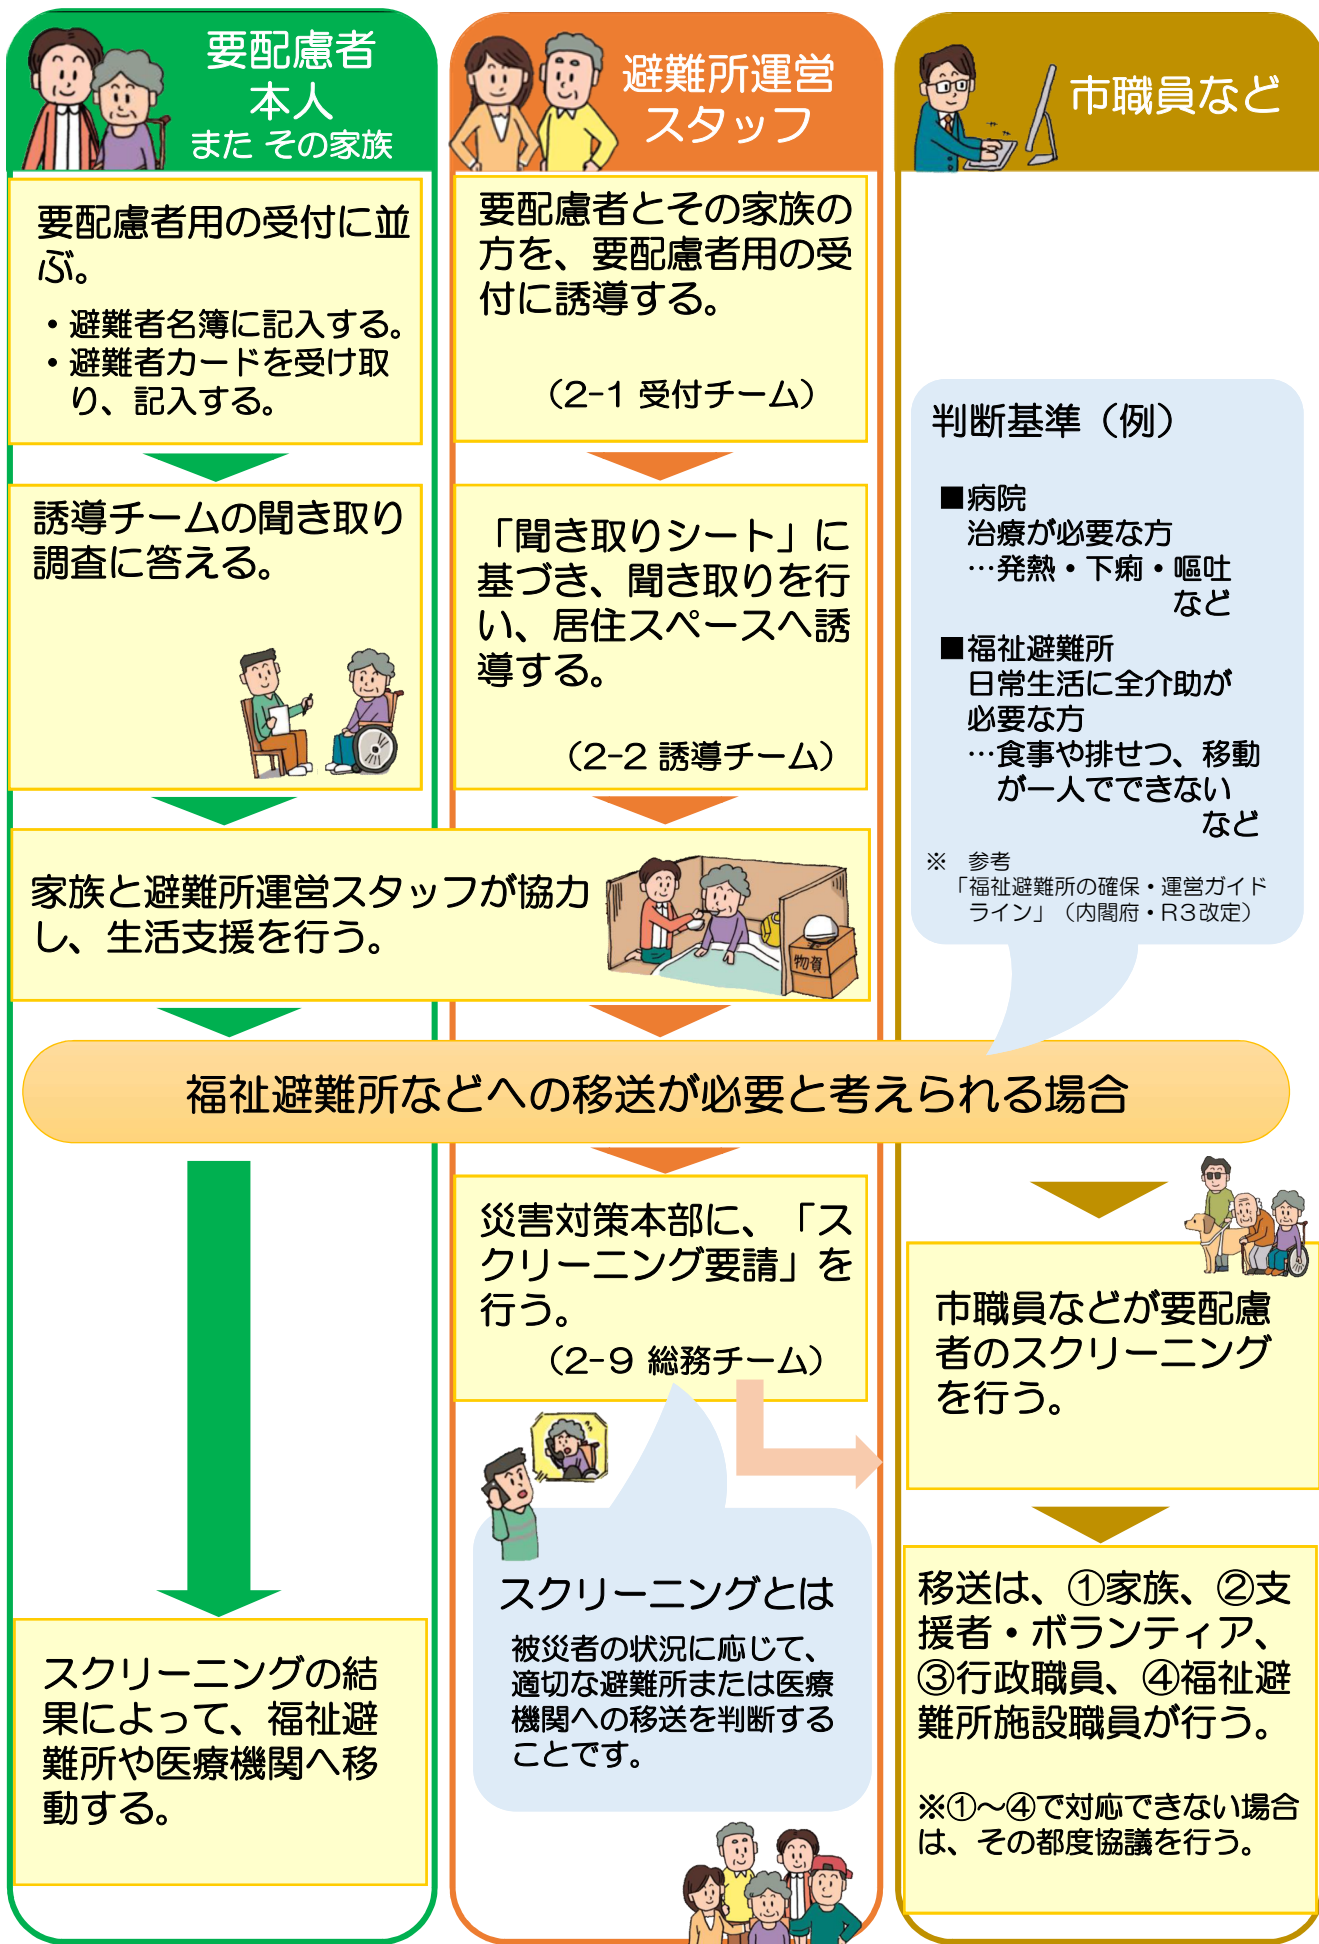 要配慮者
本人
また その家族
要配慮者用の受付に並
ぶ。
・避難者名簿に記入する。
・避難者カードを受け取
り、記入する。
誘導チームの聞き取り
調査に答える。
避難所運営
スタッフ
要配慮者とその家族の
方を、要配慮者用の受
付に誘導する。
（2-1 受付チーム）
「聞き取りシート」に
基づき、聞き取りを行
い、居住スペースへ誘
導する。
（2-2 誘導チーム）
家族と避難所運営スタッフが協力
し、生活支援を行う。
物資
市職員など
判断基準（例）
■病院
治療が必要な方
…発熱・下痢・嘔吐
など
■福祉避難所
日常生活に全介助が
必要な方
…食事や排せつ、移動
が一人でできない
など
※　参考
「福祉避難所の確保・運営ガイド
ライン」（内閣府・R３改定）
福祉避難所などへの移送が必要と考えられる場合
スクリーニングの結
果によって、福祉避
難所や医療機関へ移
動する。
災害対策本部に、「ス
クリーニング要請」を
行う。
（2-9 総務チーム）
スクリーニングとは
被災者の状況に応じて、
適切な避難所または医療
機関への移送を判断する
ことです。
市職員などが要配慮
者のスクリーニング
を行う。
移送は、①家族、②支
援者・ボランティア、
③行政職員、④福祉避
難所施設職員が行う。
※①～④で対応できない場合
は、その都度協議を行う。